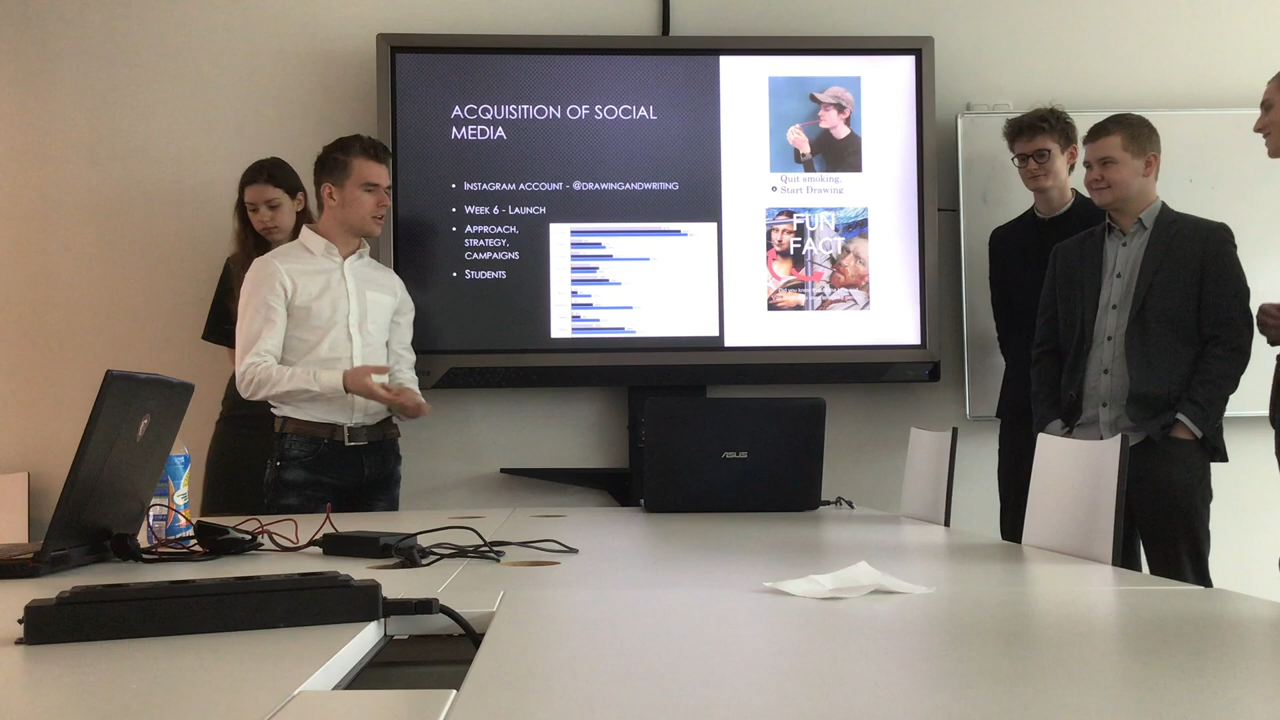 ACQUISITION OF SOCIAL
MEDIA
• INSTAGRAM ACCOUNT - @DRAWINGANDWRITING
• WEEK 6 - LAUNCH
• APPROACH,
STRATEGY,
CAMPAIGNS
• STUDENTS
Quit smoking,
Start Drawing
FUN
FACT
ASUS